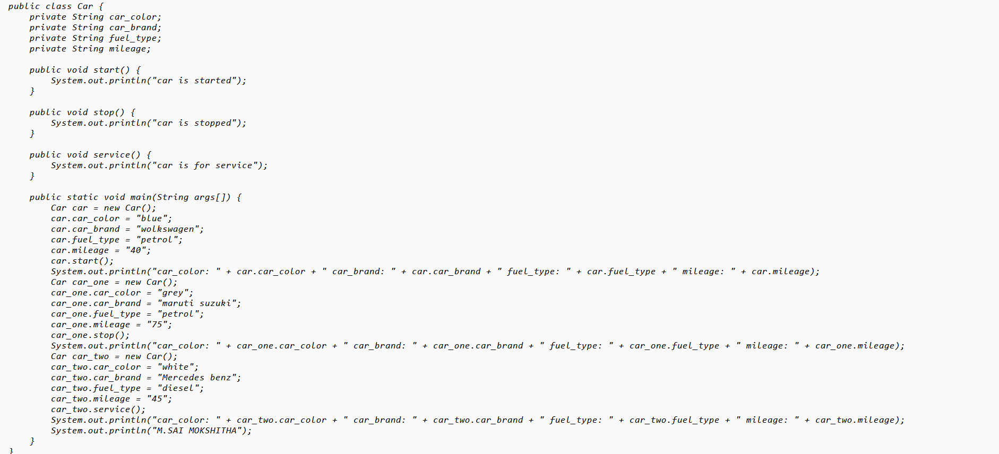 public class Car {
    private String car_color;
    private String car_brand;
    private String fuel_type;
    private String mileage;

    public void start() {
        System.out.println("car is started");
    }

    public void stop() {
        System.out.println("car is stopped");
    }

    public void service() {
        System.out.println("car is for service");
    }

    public static void main(String args[]) {
        Car car = new Car();
        car.car_color = "blue";
        car.car_brand = "wolkswagen";
        car.fuel_type = "petrol";
        car.mileage = "40";
        car.start();
        System.out.println("car_color: " + car.car_color + " car_brand: " + car.car_brand + " fuel_type: " + car.fuel_type + " mileage: " + car.mileage);
        Car car_one = new Car();
        car_one.car_color = "grey";
        car_one.car_brand = "maruti suzuki";
        car_one.fuel_type = "petrol";
        car_one.mileage = "75";
        car_one.stop();
        System.out.println("car_color: " + car_one.car_color + " car_brand: " + car_one.car_brand + " fuel_type: " + car_one.fuel_type + " mileage: " + car_one.mileage);
        Car car_two = new Car();
        car_two.car_color = "white";
        car_two.car_brand = "Mercedes benz";
        car_two.fuel_type = "diesel";
        car_two.mileage = "45";
        car_two.service();
        System.out.println("car_color: " + car_two.car_color + " car_brand: " + car_two.car_brand + " fuel_type: " + car_two.fuel_type + " mileage: " + car_two.mileage);
        System.out.println("M.SAI MOKSHITHA");
    }
}